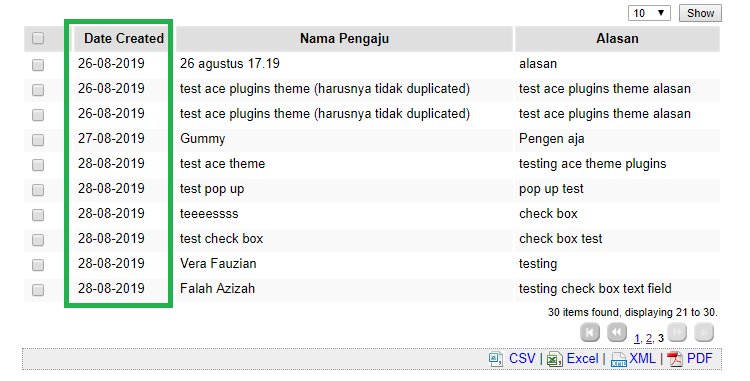 10 Show
Date Created Nama Pengaju Alasan
26-08-2019 26 agustus 17.19 alasan
26-08-2019 test ace plugins theme (harusnya tidak duplicated) test ace plugins theme alasan
26-08-2019 test ace plugins theme (harusnya tidak duplicated) test ace plugins theme alasan
27-08-2019 Gummy Pengen aja
28-08-2019 test ace theme testing ace theme plugins
28-08-2019 test pop up pop up test
28-08-2019 teeeessss check box
28-08-2019 test check box check box test
28-08-2019 Vera Fauzian testing
28-08-2019 Falah Azizah testing check box text field
30 items found, displaying 21 to 30.
1, 2, 3
CSV | Excel | XML | PDF